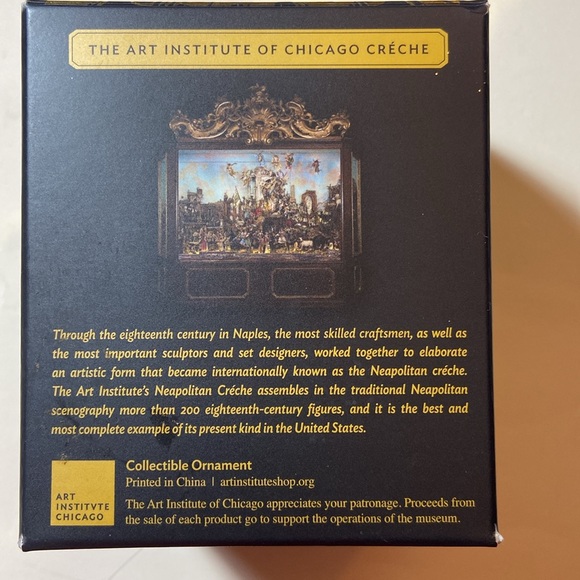 THE ART INSTITUTE OF CHICAGO CRÉCHE
Through the eighteenth century in Naples, the most skilled craftsmen, as well as
the most important sculptors and set designers, worked together to elaborate
an artistic form that became internationally known as the Neapolitan créche.
The Art Institute's Neapolitan Créche assembles in the traditional Neapolitan
scenography more than 200 eighteenth-century figures, and it is the best and
most complete example of its present kind in the United States.
ART
INSTITVTE
CHICAGO
Collectible Ornament
Printed in China | artinstituteshop.org
The Art Institute of Chicago appreciates your patronage. Proceeds from
the sale of each product go to support the operations of the museum.